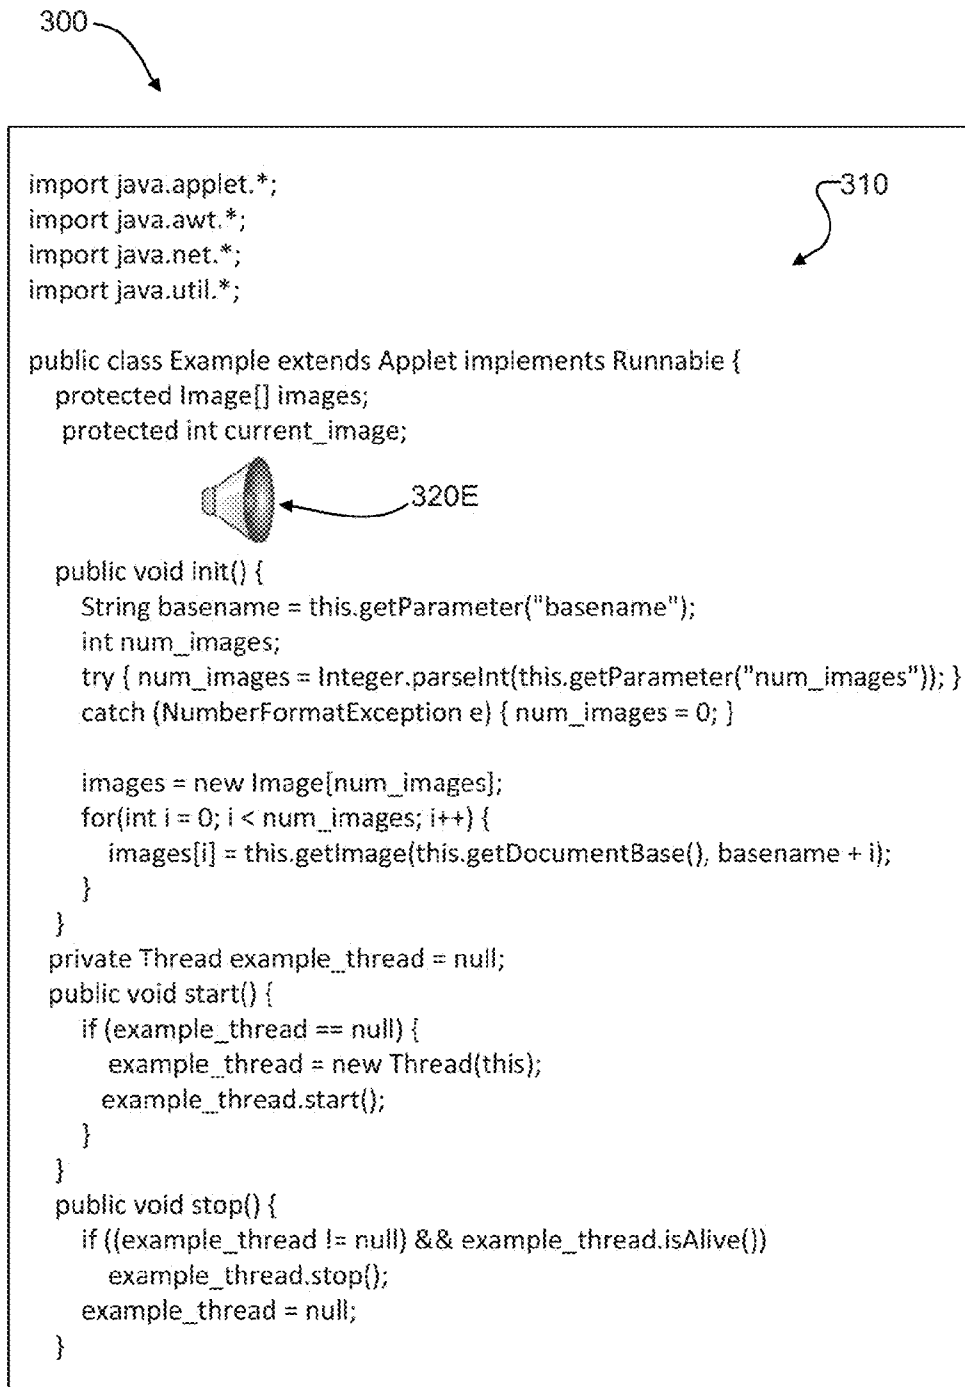 300
import java.applet.*;
310
import java.awt.*;
import java.net.*;
import java.util.*;
public class Example extends Applet implements Runnable {
protected Image[] images;
protected int current_image;
320E
public void init() {
String basename = this.getParameter("basename");
int num_images;
try { num_images = Integer.parseInt(this.getParameter("num_images")); }
catch (NumberFormatException e) { num_images = 0; }
images = new Image[num_images];
for(int i = 0; i < num_images; i++) {
images[i] = this.getImage(this.getDocumentBase(), basename + i);
}
}
private Thread example_thread = null;
public void start() {
if (example_thread == null) {
example_thread = new Thread(this);
example_thread.start();
}
}
public void stop() {
if ((example_thread != null) && example_thread.isAlive())
example_thread.stop();
example_thread = null;
}